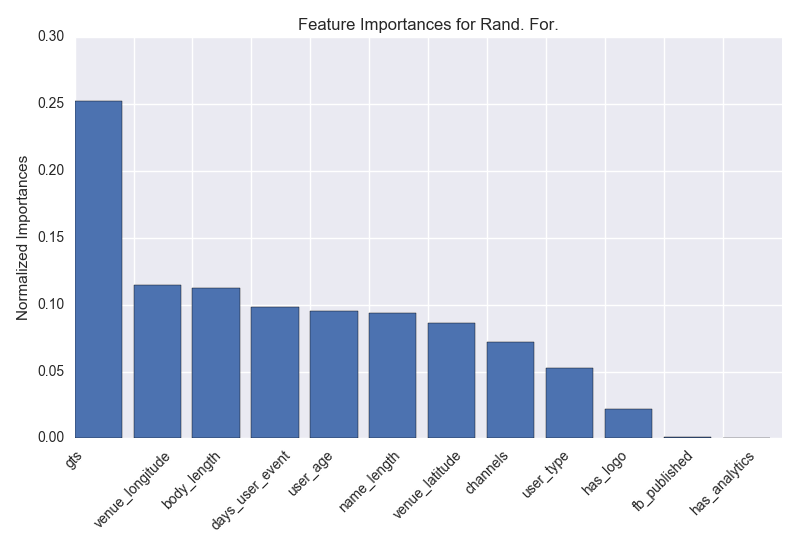 Feature Importances for Rand. For.
Normalized Importances
0.30
0.25
0.20
0.15
0.10
0.05
0.00
gts
venue_longitude
body_length
days_user_event
user_age
name_length
venue_latitude
channels
user_type
has_logo
fb_published
has_analytics